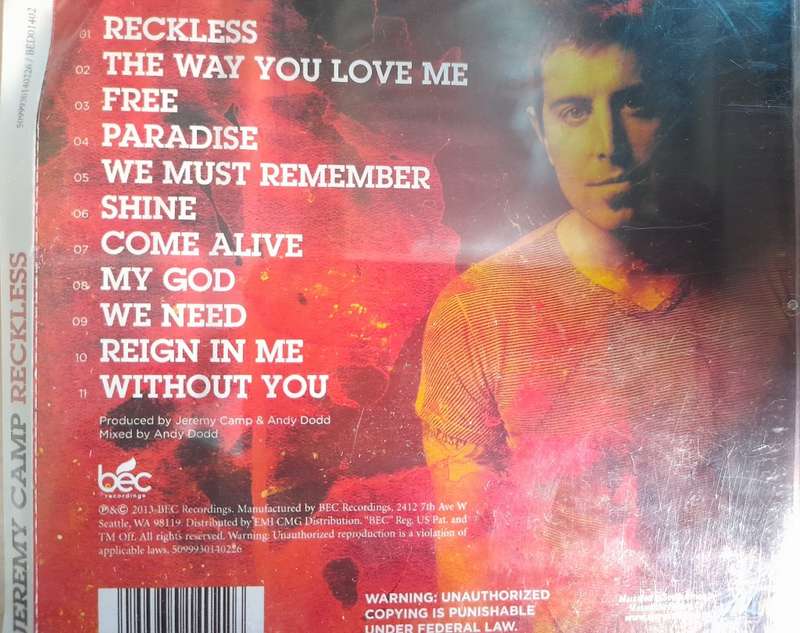 01 RECKLESS
02 THE WAY YOU LOVE ME
03 FREE
04 PARADISE
05 WE MUST REMEMBER
06 SHINE
07 COME ALIVE
08 MY GOD
09 WE NEED
10 REIGN IN ME
11 WITHOUT YOU
Produced by Jeremy Camp & Andy Dodd
Mixed by Andy Dodd
bec
recordings
℗&© 2013 BEC Recordings. Manufactured by BEC Recordings, 2412 7th Ave W
Seattle, WA 98119. Distributed by EMI CMG Distribution. "BEC" Reg. US Pat. and
TM Off. All rights reserved. Warning: Unauthorized reproduction is a violation of
applicable laws. 5099930140226
WARNING: UNAUTHORIZED
COPYING IS PUNISHABLE
UNDER FEDERAL LAW.
JEREMY CAMP RECKLESS
5099930140226 / BED01402